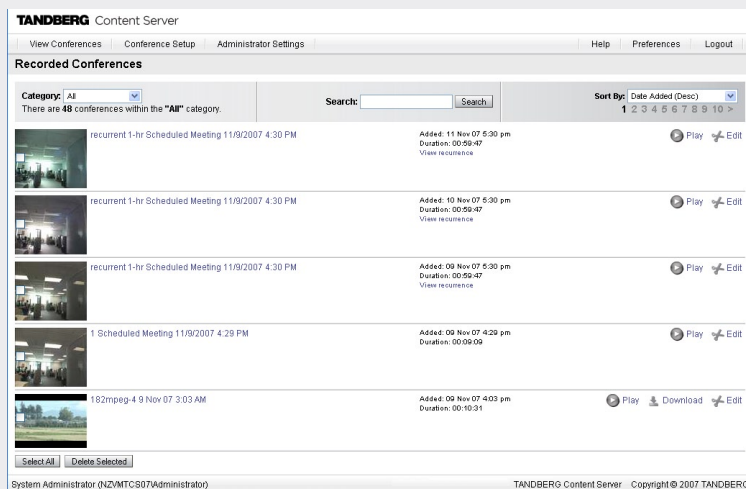 TANDBERG Content Server
View Conferences Conference Setup Administrator Settings Help Preferences Logout
Recorded Conferences
Category: All
There are 48 conferences within the "All" category.
Search: Search
Sort By: Date Added (Desc)
1 2 3 4 5 6 7 8 9 10 >
recurrent 1-hr Scheduled Meeting 11/9/2007 4:30 PM
Added: 11 Nov 07 5:30 pm
Duration: 00:59:47
View recurrence
Play Edit
recurrent 1-hr Scheduled Meeting 11/9/2007 4:30 PM
Added: 10 Nov 07 5:30 pm
Duration: 00:59:47
View recurrence
Play Edit
recurrent 1-hr Scheduled Meeting 11/9/2007 4:30 PM
Added: 09 Nov 07 5:30 pm
Duration: 00:59:47
View recurrence
Play Edit
1 Scheduled Meeting 11/9/2007 4:29 PM
Added: 09 Nov 07 4:29 pm
Duration: 00:09:09
Play Edit
182mpeg-4 9 Nov 07 3:03 AM
Added: 09 Nov 07 4:03 pm
Duration: 00:10:31
Play Download Edit
Select All Delete Selected
System Administrator (NZVMTCS07\Administrator) TANDBERG Content Server Copyright © 2007 TANDBERG